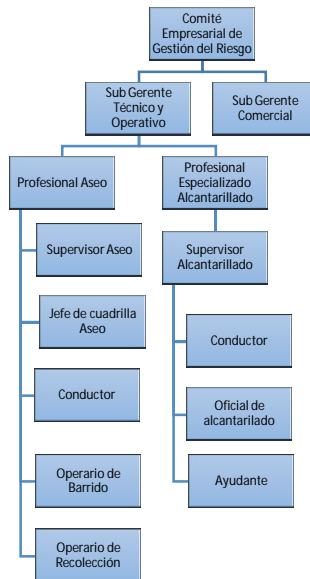 Comité
Empresarial de
Gestión del Riesgo
Sub Gerente
Técnico y
Operativo
Sub Gerente
Comercial
Profesional Aseo
Profesional
Especializado
Alcantarillado
Supervisor Aseo
Supervisor
Alcantarillado
Jefe de cuadrilla
Aseo
Conductor
Conductor
Oficial de
alcantarilado
Operario de
Barrido
Ayudante
Operario de
Recolección